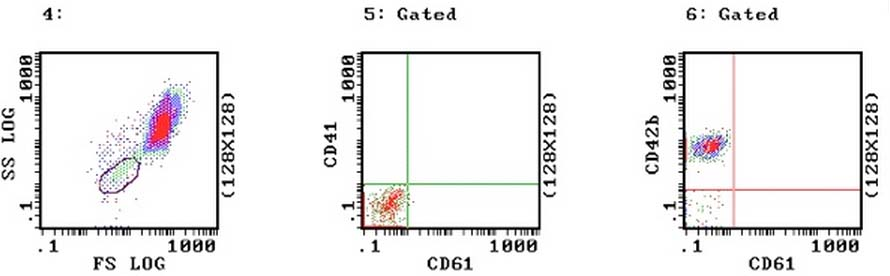 4:
5: Gated
6: Gated
SS LOG
1000
.1
(128X128)
.1
1000
FS LOG
CD41
1000
.1
(128X128)
.1
1000
CD61
CD42b
1000
.1
(128X128)
.1
1000
CD61